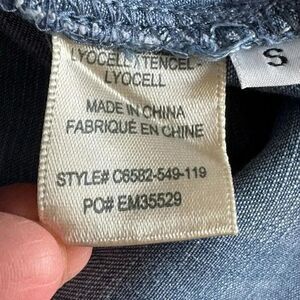 LYOCELL/TENCEL-
LYOCELL
MADE IN CHINA
FABRIQUÉ EN CHINE
STYLE# C6582-549-119
PO# EM35529
S